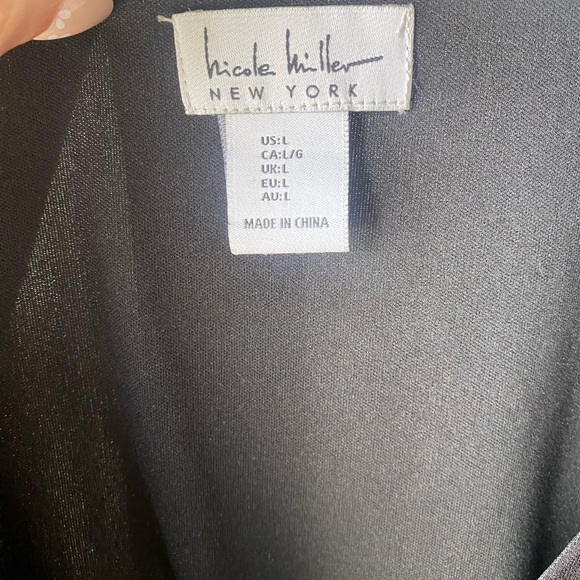 Nicole Miller
NEW YORK
US:L
CA:L/G
UK:L
EU:L
AU:L
MADE IN CHINA